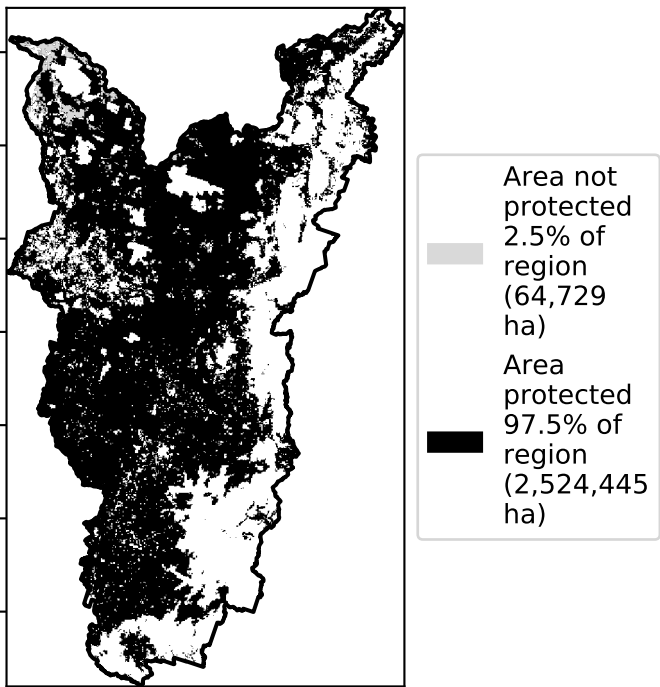 Area not
protected
2.5% of
region
(64,729
ha)
Area
protected
97.5% of
region
(2,524,445
ha)